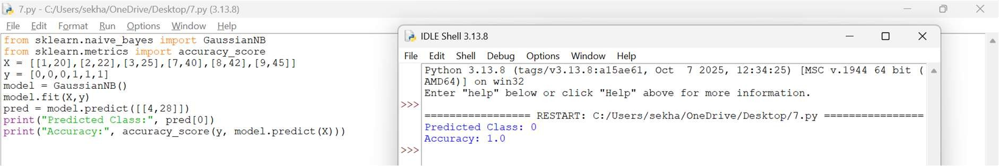 7.py - C:/Users/sekha/OneDrive/Desktop/7.py (3.13.8)
File Edit Format Run Options Window Help
from sklearn.naive_bayes import GaussianNB
from sklearn.metrics import accuracy_score
X = [[1,20],[2,22],[3,25],[7,40],[8,42],[9,45]]
y = [0,0,0,1,1,1]
model = GaussianNB()
model.fit(X,y)
pred = model.predict([[4,28]])
print("Predicted Class:", pred[0])
print("Accuracy:", accuracy_score(y, model.predict(X)))
IDLE Shell 3.13.8
File Edit Shell Debug Options Window Help
Python 3.13.8 (tags/v3.13.8:a15ae61, Oct  7 2025, 12:34:25) [MSC v.1944 64 bit (
AMD64)] on win32
Enter "help" below or click "Help" above for more information.
>>>
================= RESTART: C:/Users/sekha/OneDrive/Desktop/7.py ================
Predicted Class: 0
Accuracy: 1.0
>>>